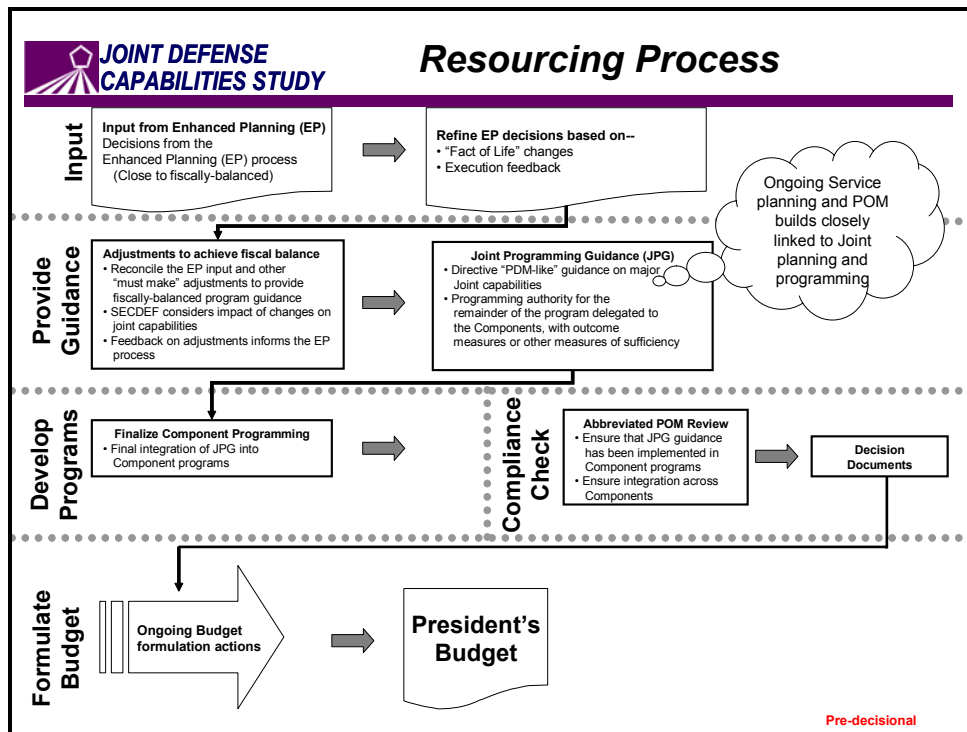 JOINT DEFENSE
CAPABILITIES STUDY
Resourcing Process
Input
Input from Enhanced Planning (EP)
Decisions from the
Enhanced Planning (EP) process
(Close to fiscally-balanced)
Refine EP decisions based on--
• “Fact of Life” changes
• Execution feedback
Ongoing Service
planning and POM
builds closely
linked to Joint
planning and
programming
Provide
Guidance
Adjustments to achieve fiscal balance
• Reconcile the EP input and other
“must make” adjustments to provide
fiscally-balanced program guidance
• SECDEF considers impact of changes on
joint capabilities
• Feedback on adjustments informs the EP
process
Joint Programming Guidance (JPG)
• Directive “PDM-like” guidance on major
Joint capabilities
• Programming authority for the
remainder of the program delegated to
the Components, with outcome
measures or other measures of sufficiency
Develop
Programs
Finalize Component Programming
• Final integration of JPG into
Component programs
Compliance
Check
Abbreviated POM Review
• Ensure that JPG guidance
has been implemented in
Component programs
• Ensure integration across
Components
Decision
Documents
Formulate
Budget
Ongoing Budget
formulation actions
President’s
Budget
Pre-decisional